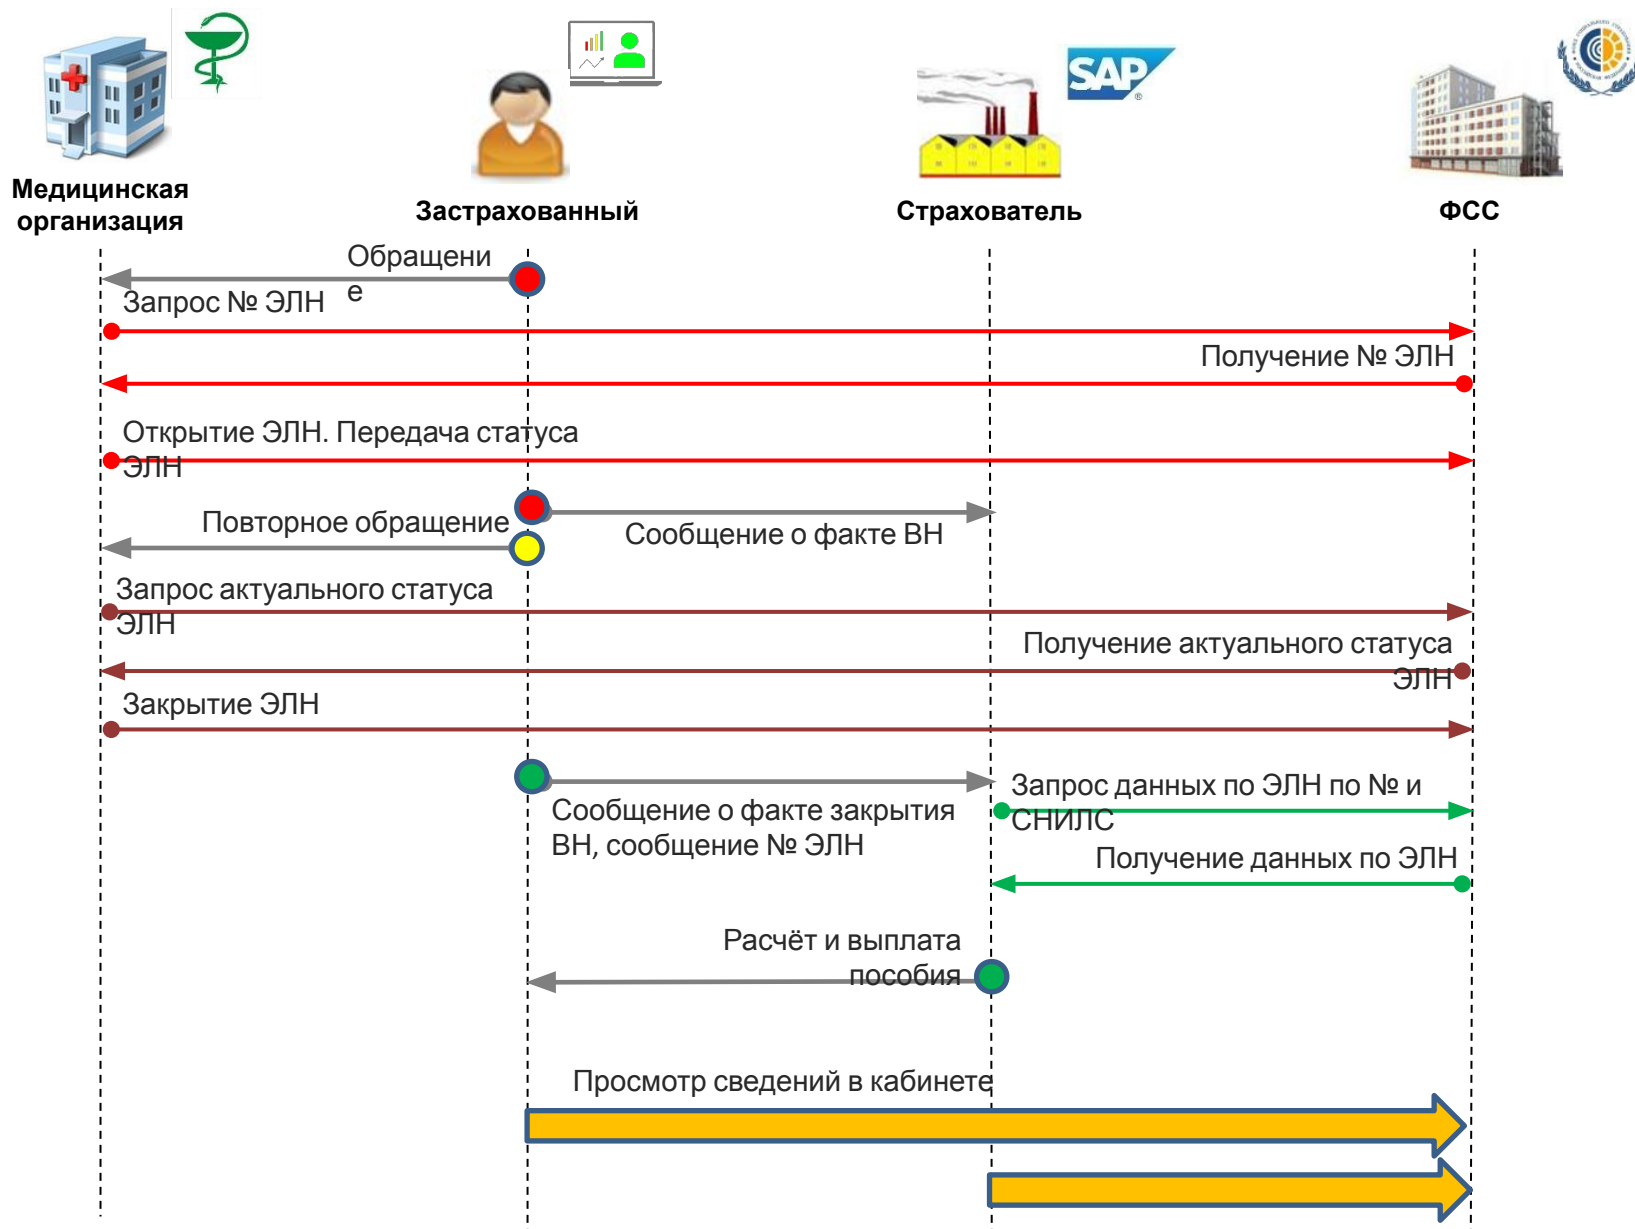 SAP
®
Медицинская
организация
Застрахованный
Страхователь
ФСС
Обращени
е
Запрос № ЭЛН
Получение № ЭЛН
Открытие ЭЛН. Передача статуса
ЭЛН
Сообщение о факте ВН
Повторное обращение
Запрос актуального статуса
ЭЛН
Получение актуального статуса
ЭЛН
Закрытие ЭЛН
Сообщение о факте закрытия
ВН, сообщение № ЭЛН
Запрос данных по ЭЛН по № и
СНИЛС
Получение данных по ЭЛН
Расчёт и выплата
пособия
Просмотр сведений в кабинете